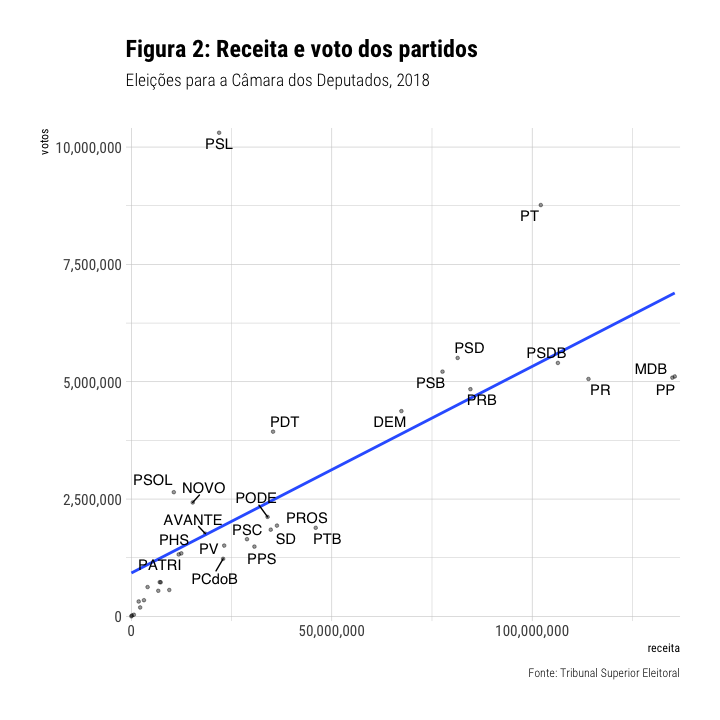 Figura 2: Receita e voto dos partidos
Eleições para a Câmara dos Deputados, 2018
votos
10,000,000
7,500,000
5,000,000
2,500,000
0
PSL
PT
PSD
PSDB
MDB
PSB
PR
PP
PRB
DEM
PDT
PSOL
NOVO
PODE
AVANTE
PROS
PSC
PHS
SD
PTB
PV
PPS
PATRI
PCdoB
0
50,000,000
100,000,000
receita
Fonte: Tribunal Superior Eleitoral